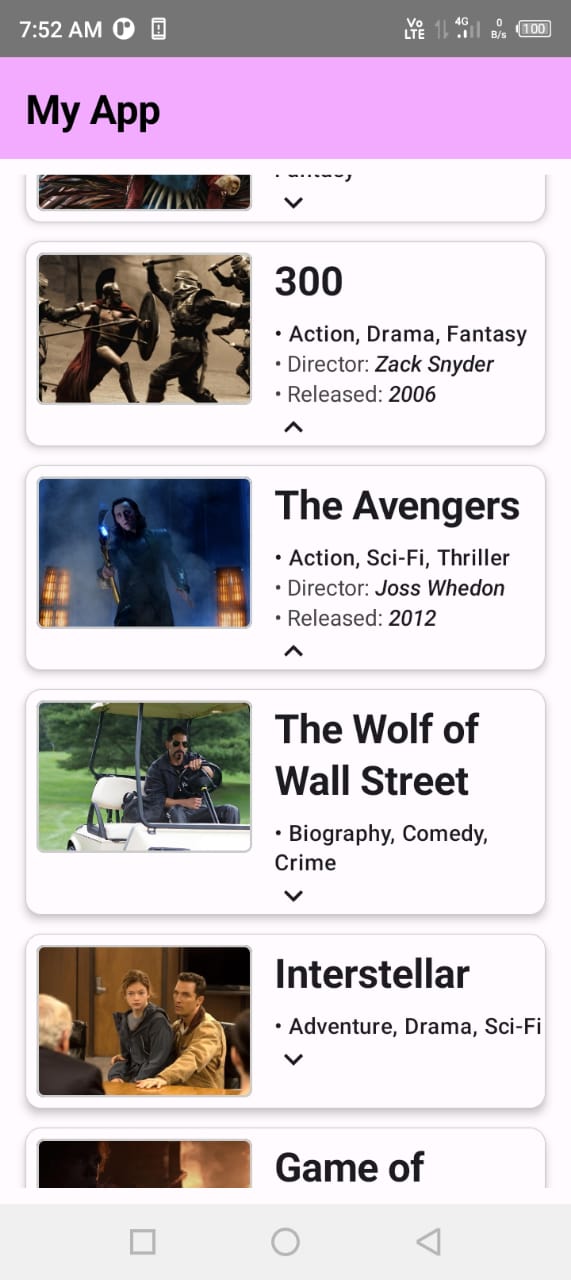 7:52 AM
Vo LTE
4G
0 B/s
100
My App
Fantasy
300
• Action, Drama, Fantasy
• Director: Zack Snyder
• Released: 2006
The Avengers
• Action, Sci-Fi, Thriller
• Director: Joss Whedon
• Released: 2012
The Wolf of
Wall Street
• Biography, Comedy,
Crime
Interstellar
• Adventure, Drama, Sci-Fi
Game of